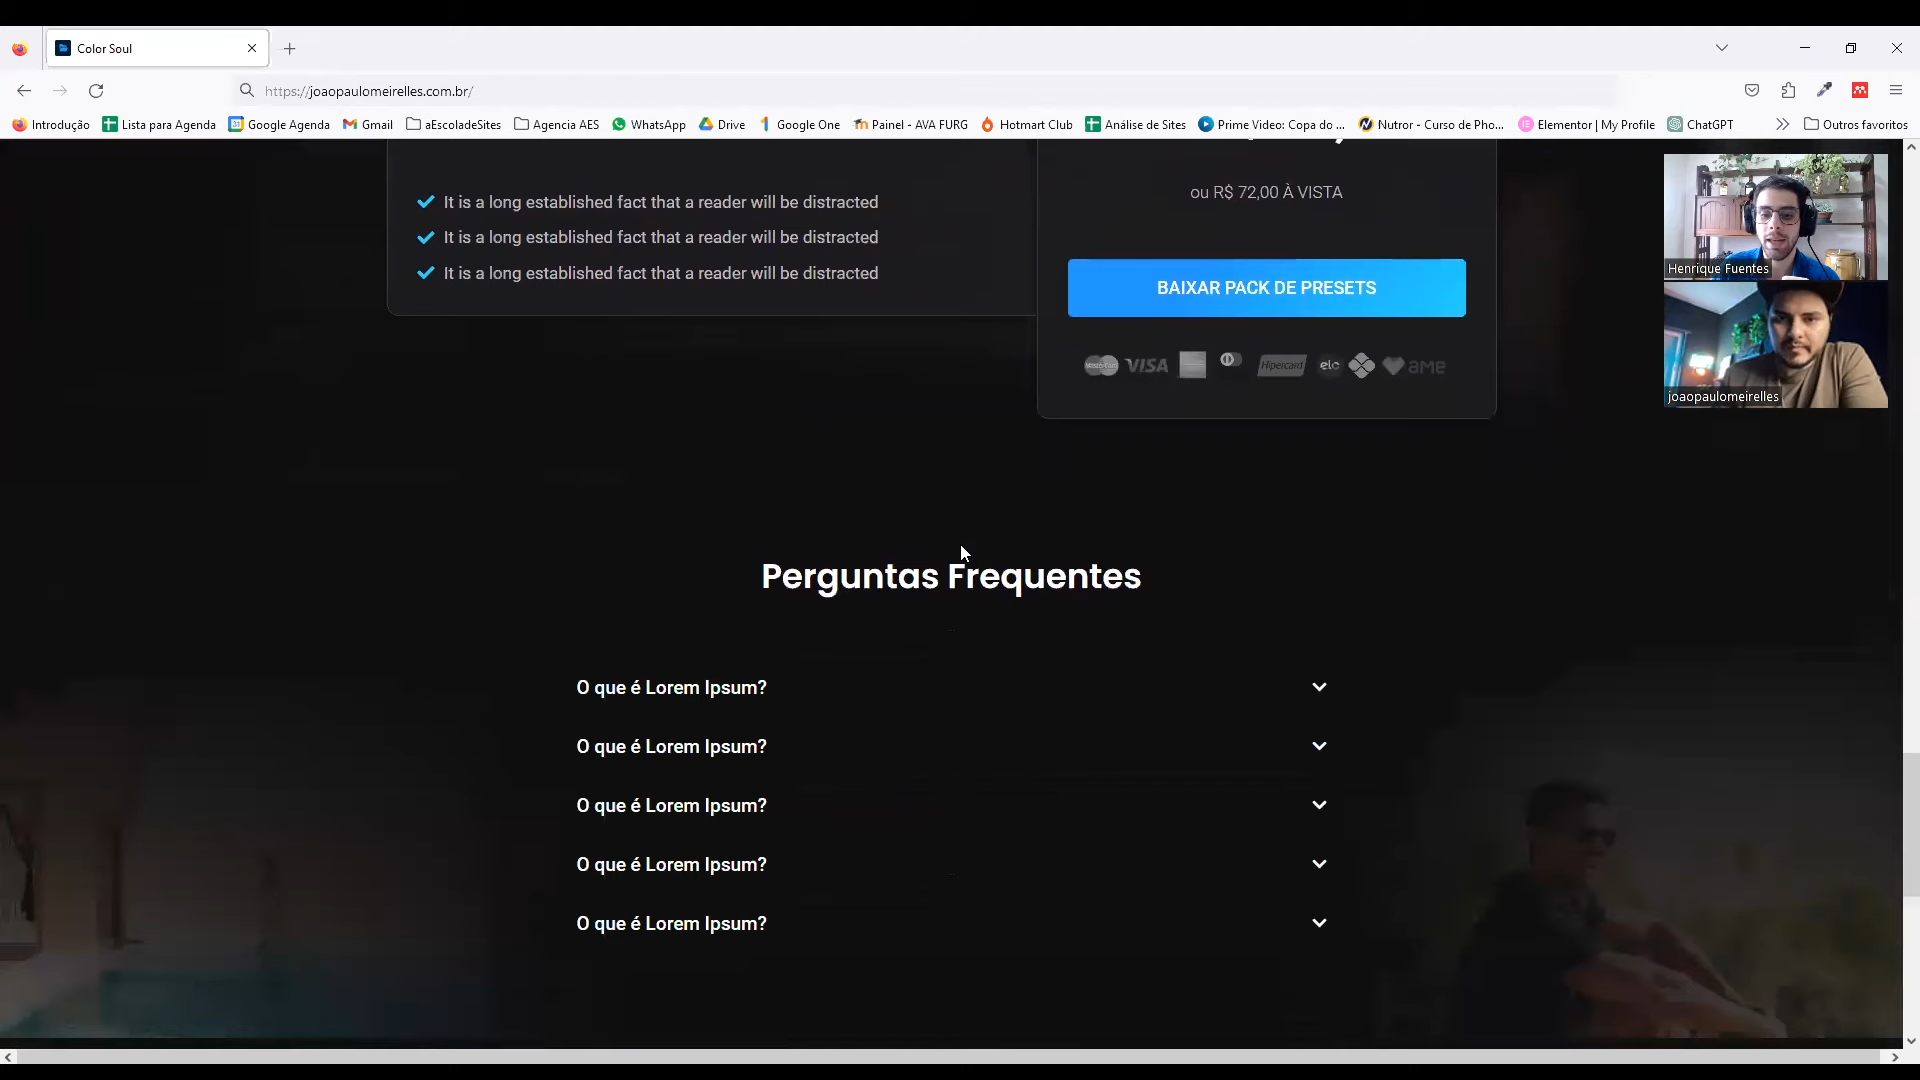 Color Soul
https://joaopaulomeirelles.com.br/
Introdução Lista para Agenda Google Agenda Gmail aEscoladeSites Agencia AES WhatsApp Drive Google One Painel - AVA FURG Hotmart Club Análise de Sites Prime Video: Copa do ... Nutror - Curso de Pho... Elementor | My Profile ChatGPT Outros favoritos
ou R$ 72,00 À VISTA
It is a long established fact that a reader will be distracted
It is a long established fact that a reader will be distracted
It is a long established fact that a reader will be distracted
BAIXAR PACK DE PRESETS
VISA Hipercard elo AME
Henrique Fuentes
joaopaulomeirelles
Perguntas Frequentes
O que é Lorem Ipsum?
O que é Lorem Ipsum?
O que é Lorem Ipsum?
O que é Lorem Ipsum?
O que é Lorem Ipsum?